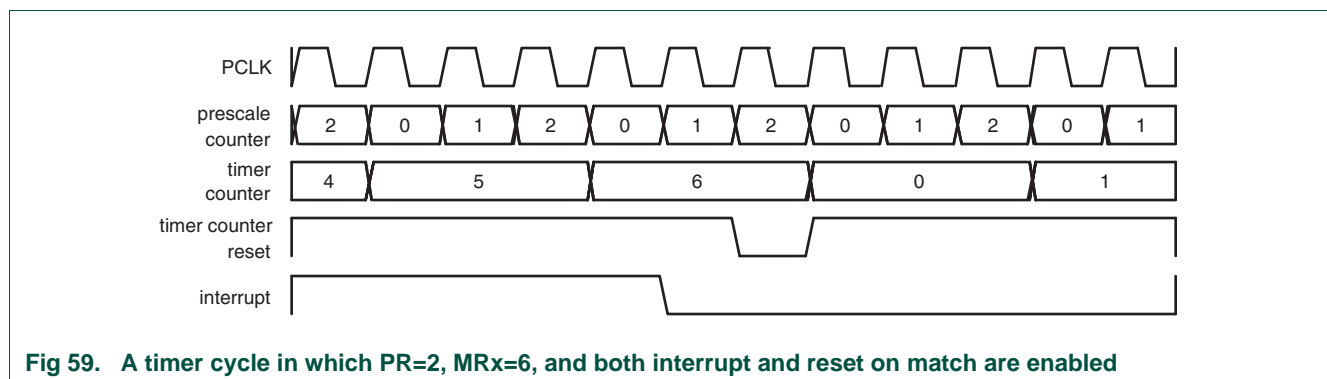 PCLK
prescale
counter
2 0 1 2 0 1 2 0 1 2 0 1
timer
counter
4 5 6 0 1
timer counter
reset
interrupt
Fig 59. A timer cycle in which PR=2, MRx=6, and both interrupt and reset on match are enabled